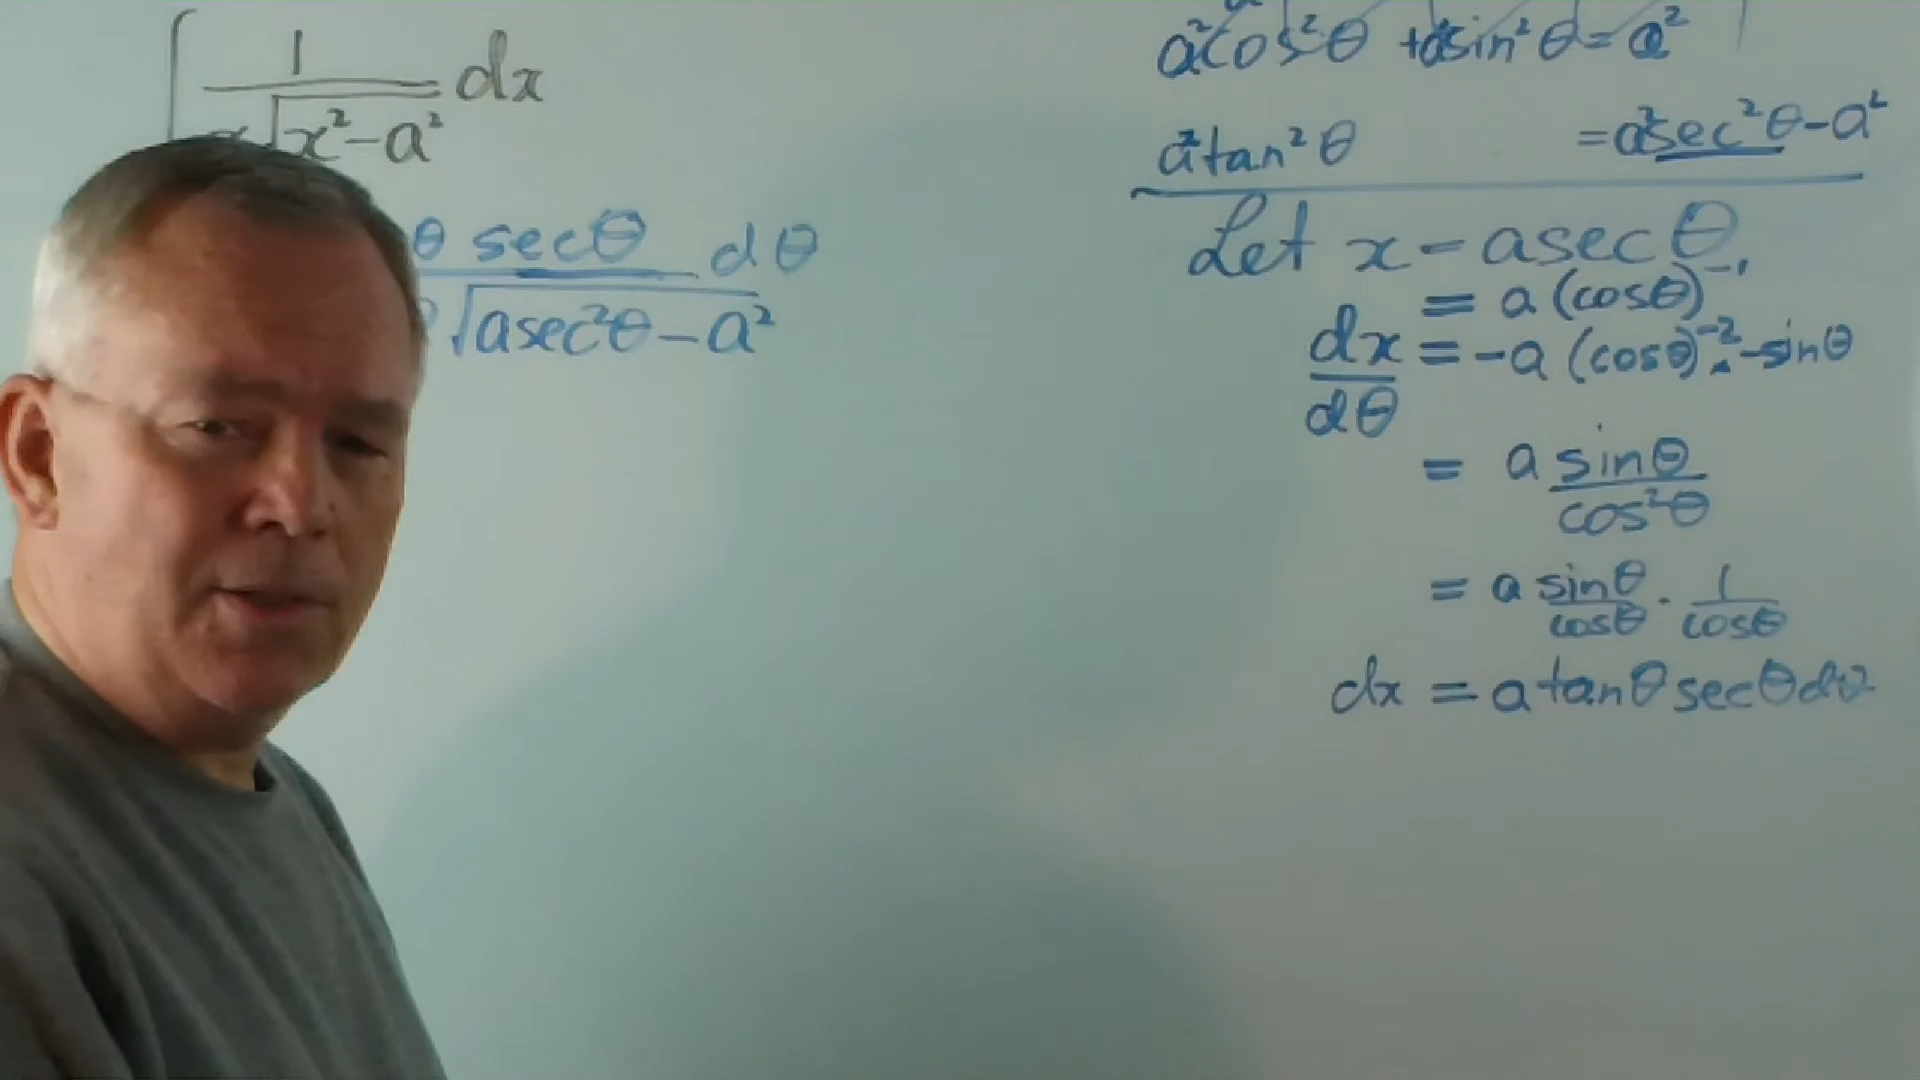 ∫ 1 / x√(x² - a²) dx
θ secθ dθ
√(asec²θ - a²)
a²cos²θ + a²sin²θ = a²
a²tan²θ = a²sec²θ - a²
Let x = asecθ
= a(cosθ)⁻¹
dx/dθ = -a(cosθ)⁻² · -sinθ
= a sinθ/cos²θ
= a sinθ/cosθ · 1/cosθ
dx = a tanθ secθ dθ